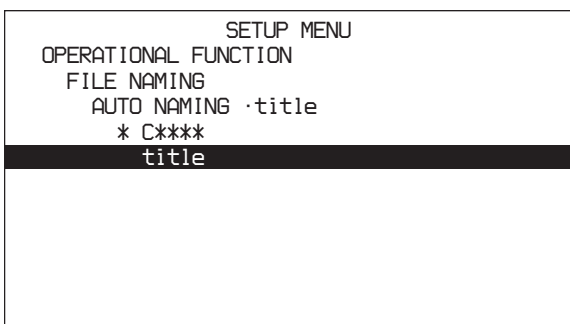 SETUP MENU
OPERATIONAL FUNCTION
FILE NAMING
AUTO NAMING ·title
* C****
title